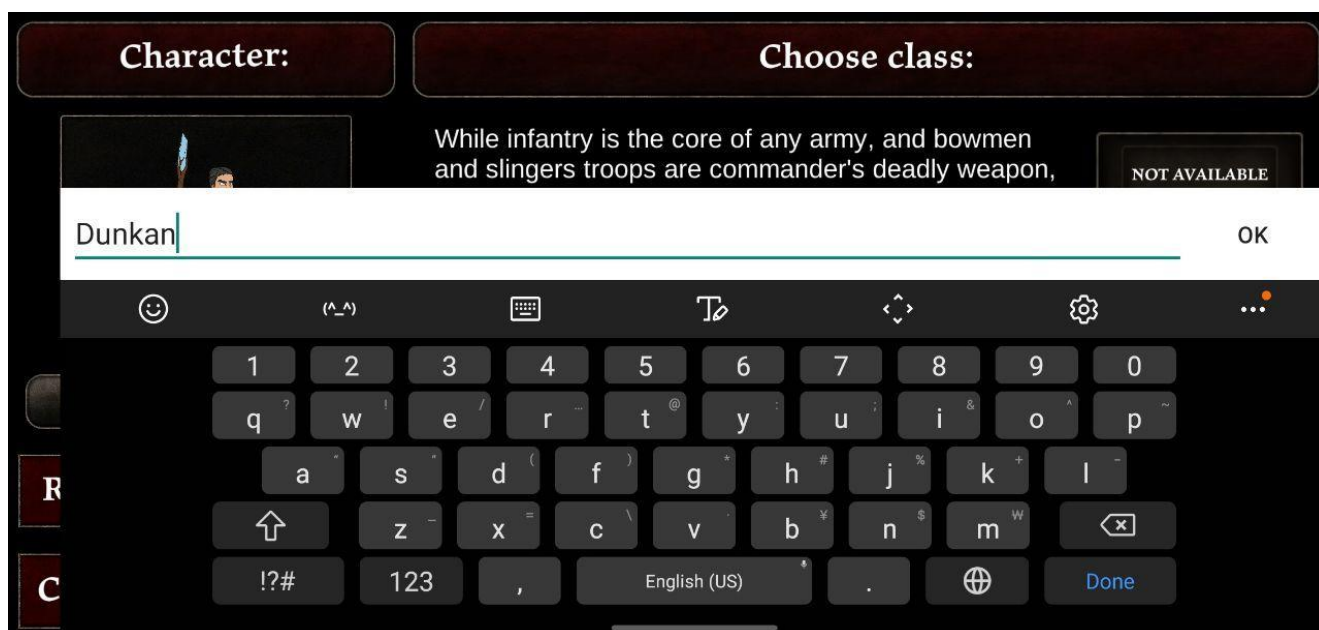 Character:
Choose class:
While infantry is the core of any army, and bowmen
and slingers troops are commander's deadly weapon,
NOT AVAILABLE
Dunkan
OK
(^_^)
1 2 3 4 5 6 7 8 9 0
q ? w ! e / r … t @ y : u ; i & o ^ p ~
a " s " d ( f ) g * h # j % k + l -
z _ x = c \ v · b ¥ n $ m ₩
!?# 123 , English (US) . Done
R
C